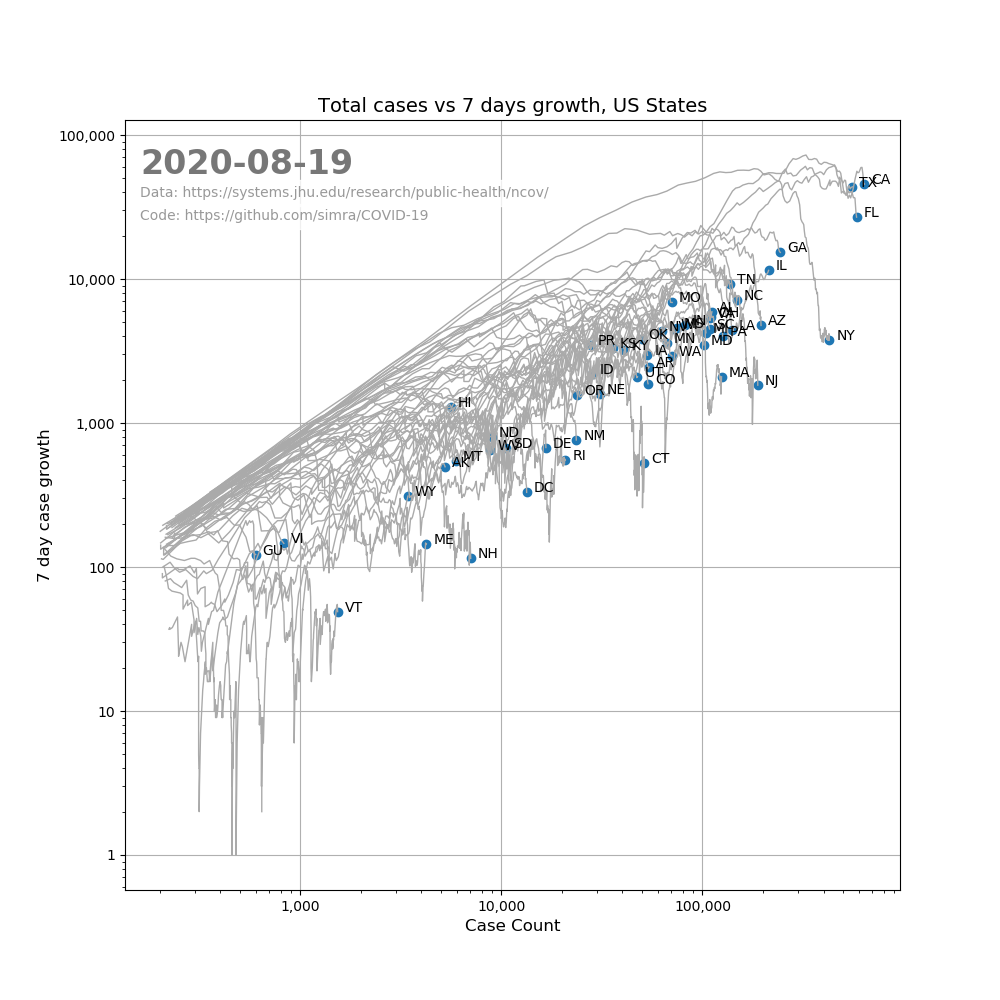 Total cases vs 7 days growth, US States
2020-08-19
Data: https://systems.jhu.edu/research/public-health/ncov/
Code: https://github.com/simra/COVID-19
7 day case growth
100,000
10,000
1,000
100
10
1
TX
CA
FL
GA
IL
TN
NC
MO
AZ
NY
PR
KS
KY
OK
IA
MN
WA
MD
SC
LA
PA
ID
AR
UT
CO
MA
NJ
OR
NE
HI
ND
WV
SD
DE
NM
RI
CT
MT
AK
DC
WY
ME
NH
VI
GU
VT
1,000
10,000
100,000
Case Count